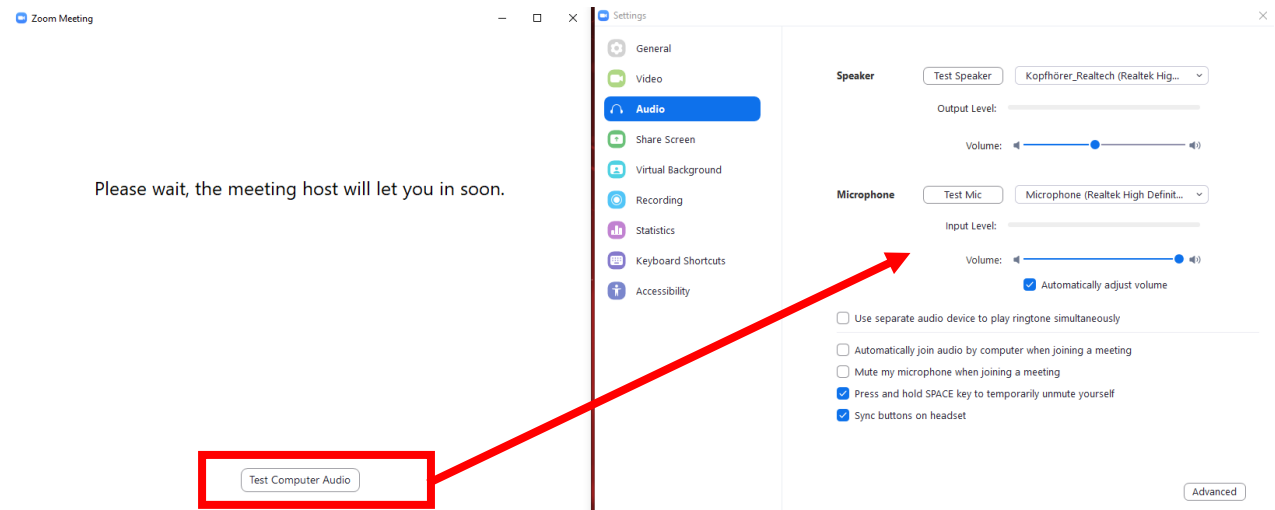 Zoom Meeting
Please wait, the meeting host will let you in soon.
Test Computer Audio
Settings
General
Video
Audio
Share Screen
Virtual Background
Recording
Statistics
Keyboard Shortcuts
Accessibility
Speaker Test Speaker Kopfhörer_Realtech (Realtek Hig...
Output Level:
Volume:
Microphone Test Mic Microphone (Realtek High Definit...
Input Level:
Volume:
Automatically adjust volume
Use separate audio device to play ringtone simultaneously
Automatically join audio by computer when joining a meeting
Mute my microphone when joining a meeting
Press and hold SPACE key to temporarily unmute yourself
Sync buttons on headset
Advanced